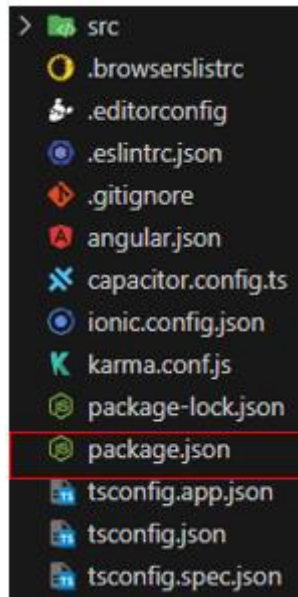 src
.browserslistrc
.editorconfig
.eslintrc.json
.gitignore
angular.json
capacitor.config.ts
ionic.config.json
karma.conf.js
package-lock.json
package.json
tsconfig.app.json
tsconfig.json
tsconfig.spec.json